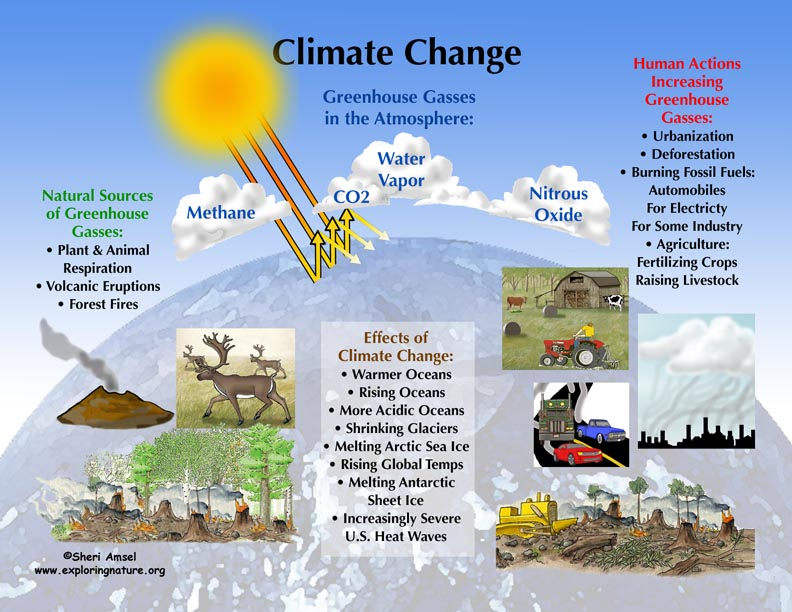 Climate Change
Greenhouse Gasses
in the Atmosphere:
Water
Vapor
CO2
Methane
Nitrous
Oxide
Natural Sources
of Greenhouse
Gasses:
• Plant & Animal
Respiration
• Volcanic Eruptions
• Forest Fires
Human Actions
Increasing
Greenhouse
Gasses:
• Urbanization
• Deforestation
• Burning Fossil Fuels:
Automobiles
For Electricty
For Some Industry
• Agriculture:
Fertilizing Crops
Raising Livestock
Effects of
Climate Change:
• Warmer Oceans
• Rising Oceans
• More Acidic Oceans
• Shrinking Glaciers
• Melting Arctic Sea Ice
• Rising Global Temps
• Melting Antarctic
Sheet Ice
• Increasingly Severe
U.S. Heat Waves
©Sheri Amsel
www.exploringnature.org